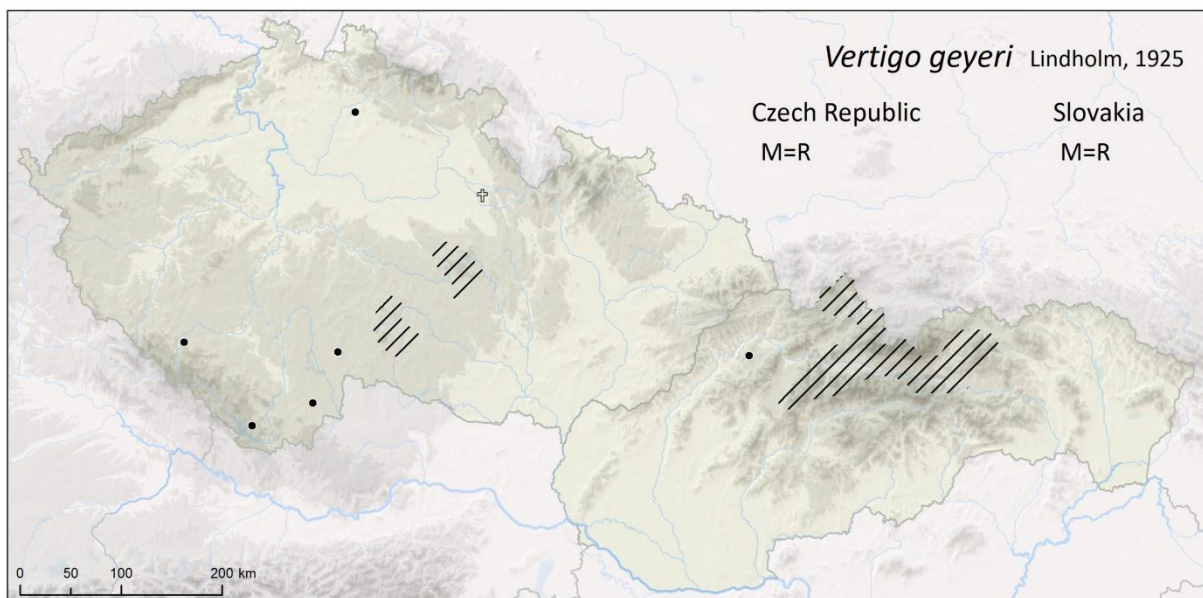 Vertigo geyeri Lindholm, 1925
Czech Republic Slovakia
M=R M=R
0 50 100 200 km